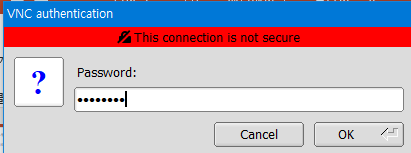 VNC authentication
This connection is not secure
?
Password:
••••••••
Cancel
OK